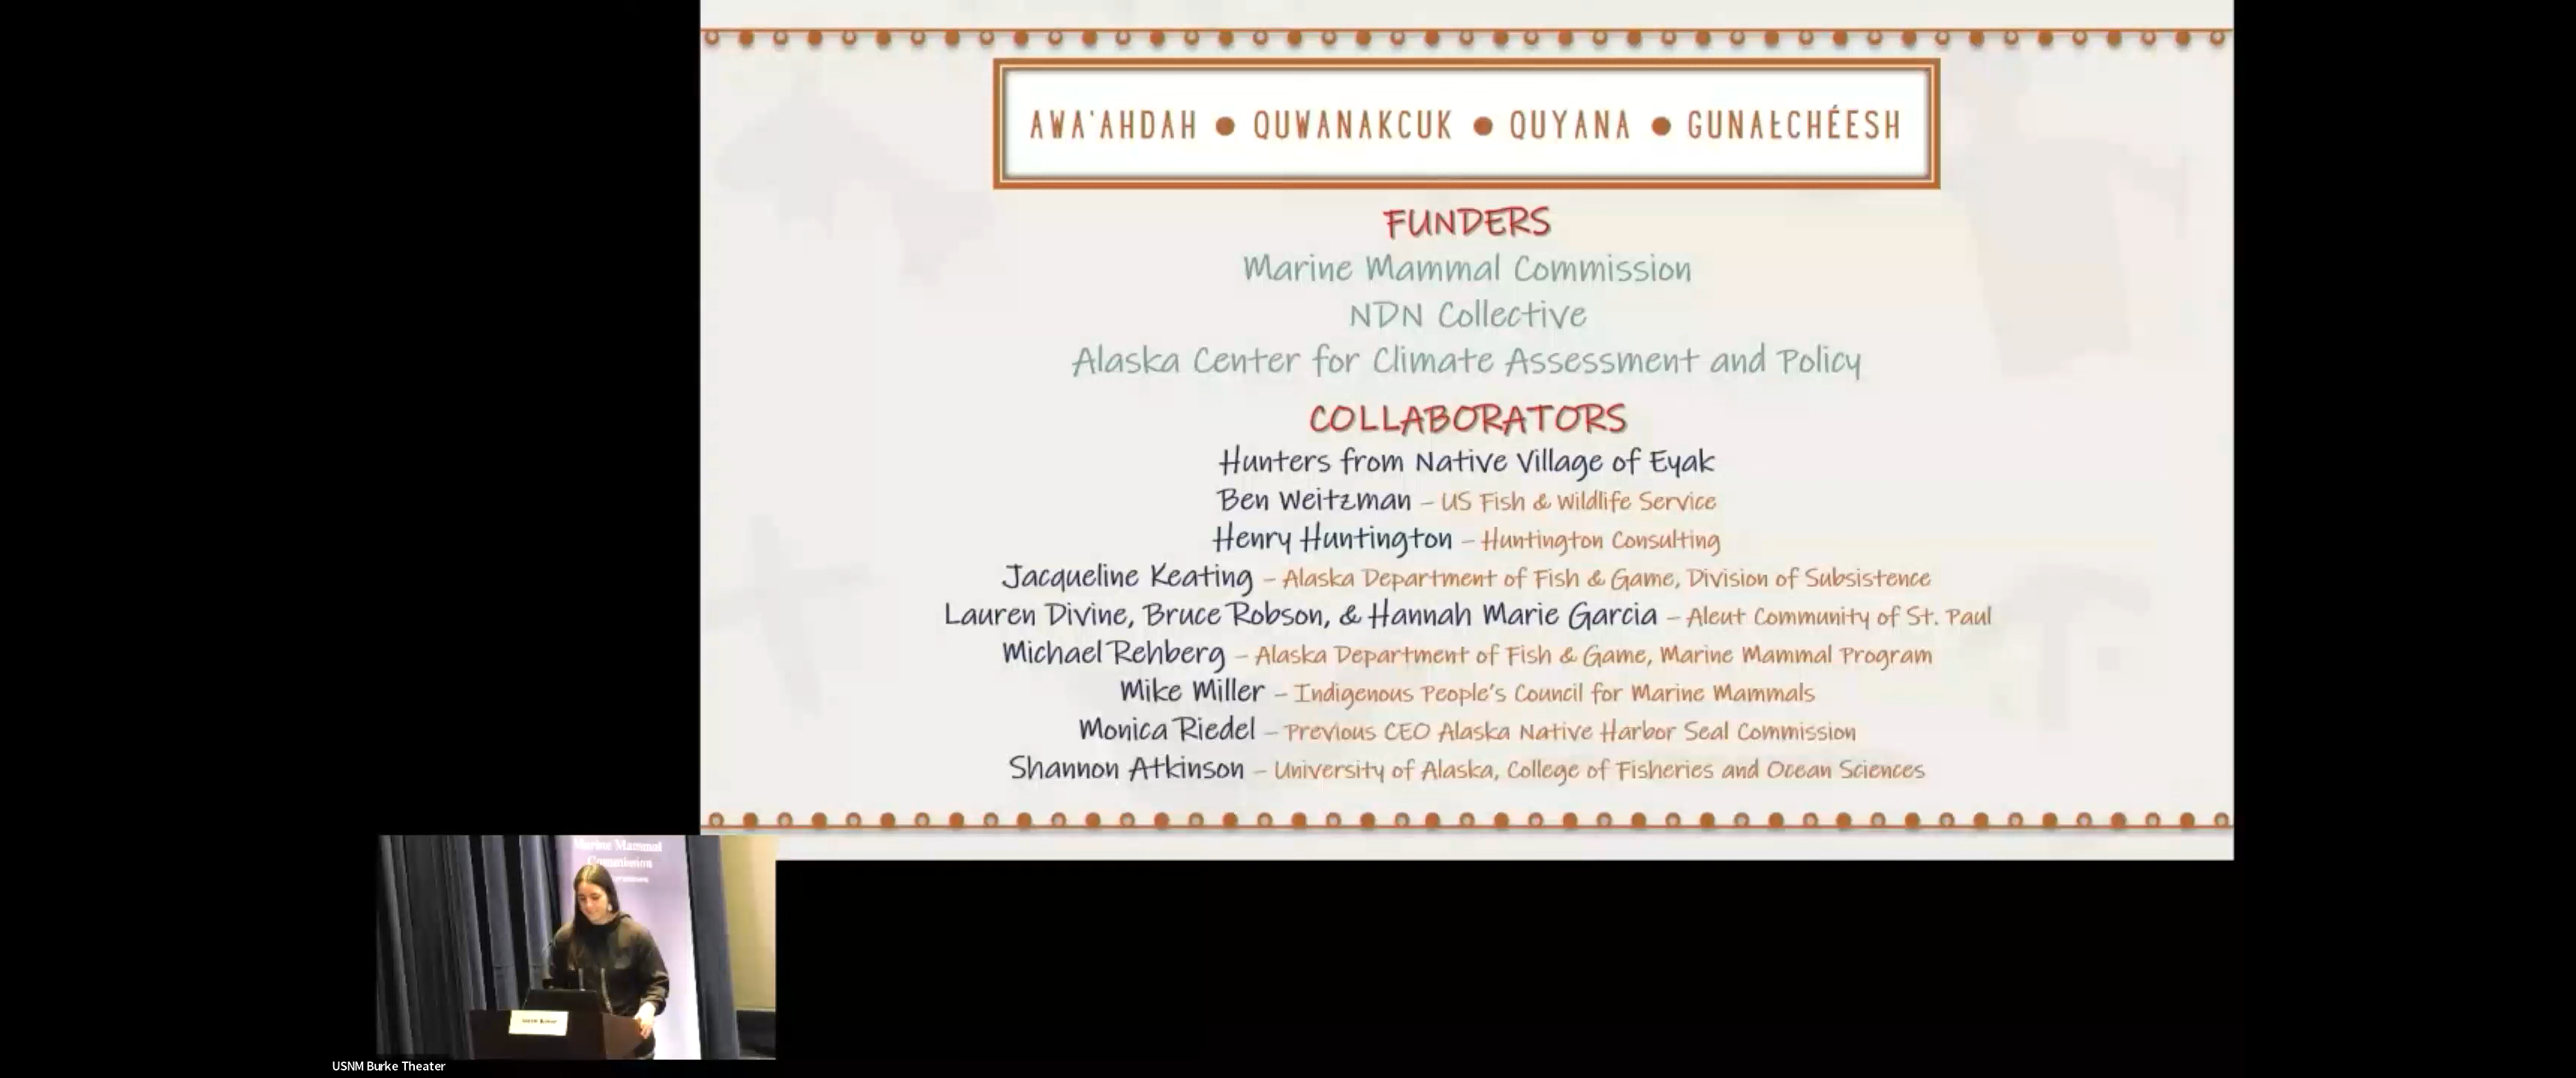 AWA'AHDAH ● QUWANAKCUK ● QUYANA ● GUNAŁCHÉESH
FUNDERS
Marine Mammal Commission
NDN Collective
Alaska Center for Climate Assessment and Policy
COLLABORATORS
Hunters from Native Village of Eyak
Ben Weitzman – US Fish & Wildlife Service
Henry Huntington – Huntington Consulting
Jacqueline Keating – Alaska Department of Fish & Game, Division of Subsistence
Lauren Divine, Bruce Robson, & Hannah Marie Garcia – Aleut Community of St. Paul
Michael Rehberg – Alaska Department of Fish & Game, Marine Mammal Program
Mike Miller – Indigenous People's Council for Marine Mammals
Monica Riedel – Previous CEO Alaska Native Harbor Seal Commission
Shannon Atkinson – University of Alaska, College of Fisheries and Ocean Sciences
Marine Mammal
Commission
USNM Burke Theater